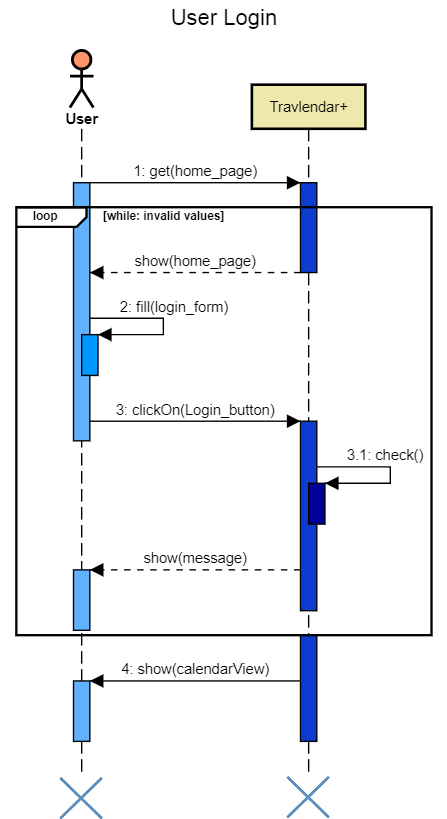 User Login
User
Travlendar+
1: get(home_page)
loop
[while: invalid values]
show(home_page)
2: fill(login_form)
3: clickOn(Login_button)
3.1: check()
show(message)
4: show(calendarView)